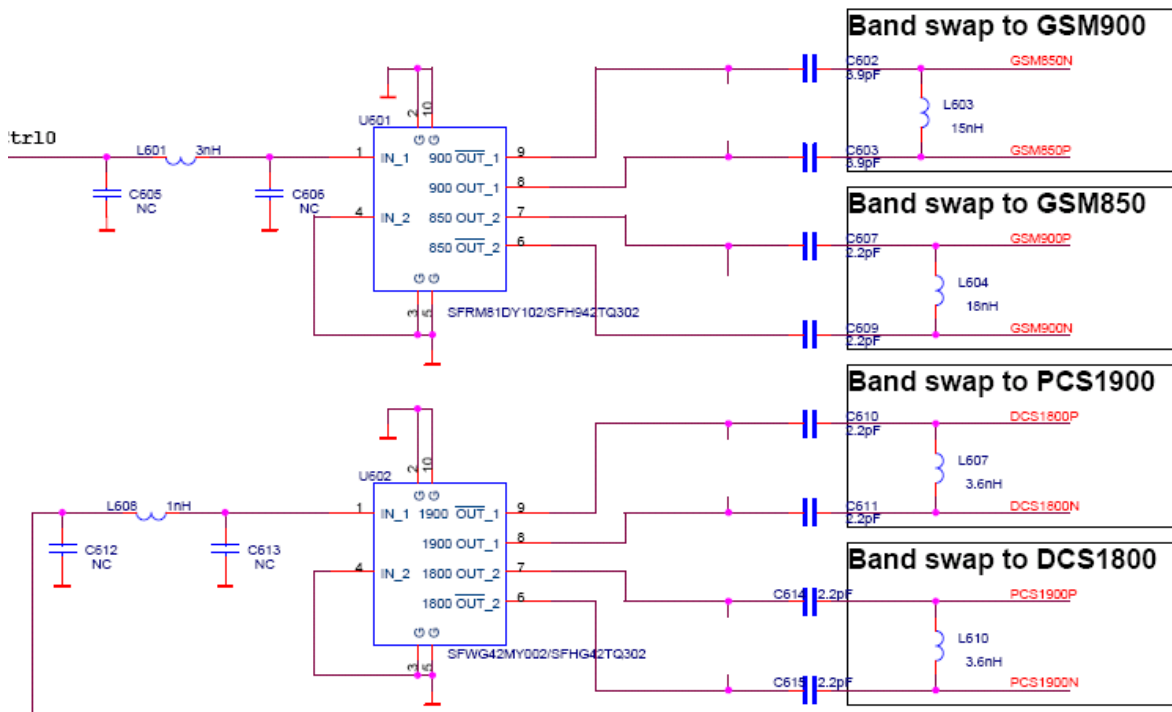 Band swap to GSM900
C602
3.9pF
GSM850N
L603
15nH
C603
3.9pF
GSM850P
2
10
U601
G G
trl0
L601 3nH
1
IN_1
900 OUT_1
9
900 OUT_1
8
C605
NC
C606
NC
4
IN_2
850 OUT_2
7
850 OUT_2
6
G G
3
5
SFRM81DY102/SFH942TQ302
Band swap to GSM850
C607
2.2pF
GSM900P
L604
18nH
C609
2.2pF
GSM900N
Band swap to PCS1900
C610
2.2pF
DCS1800P
L607
3.6nH
C611
2.2pF
DCS1800N
2
10
U602
G G
L608 1nH
1
IN_1
1900 OUT_1
9
1900 OUT_1
8
C612
NC
C613
NC
4
IN_2
1800 OUT_2
7
1800 OUT_2
6
G G
3
5
SFWG42MY002/SFHG42TQ302
Band swap to DCS1800
C614 2.2pF
PCS1900P
L610
3.6nH
C615 2.2pF
PCS1900N